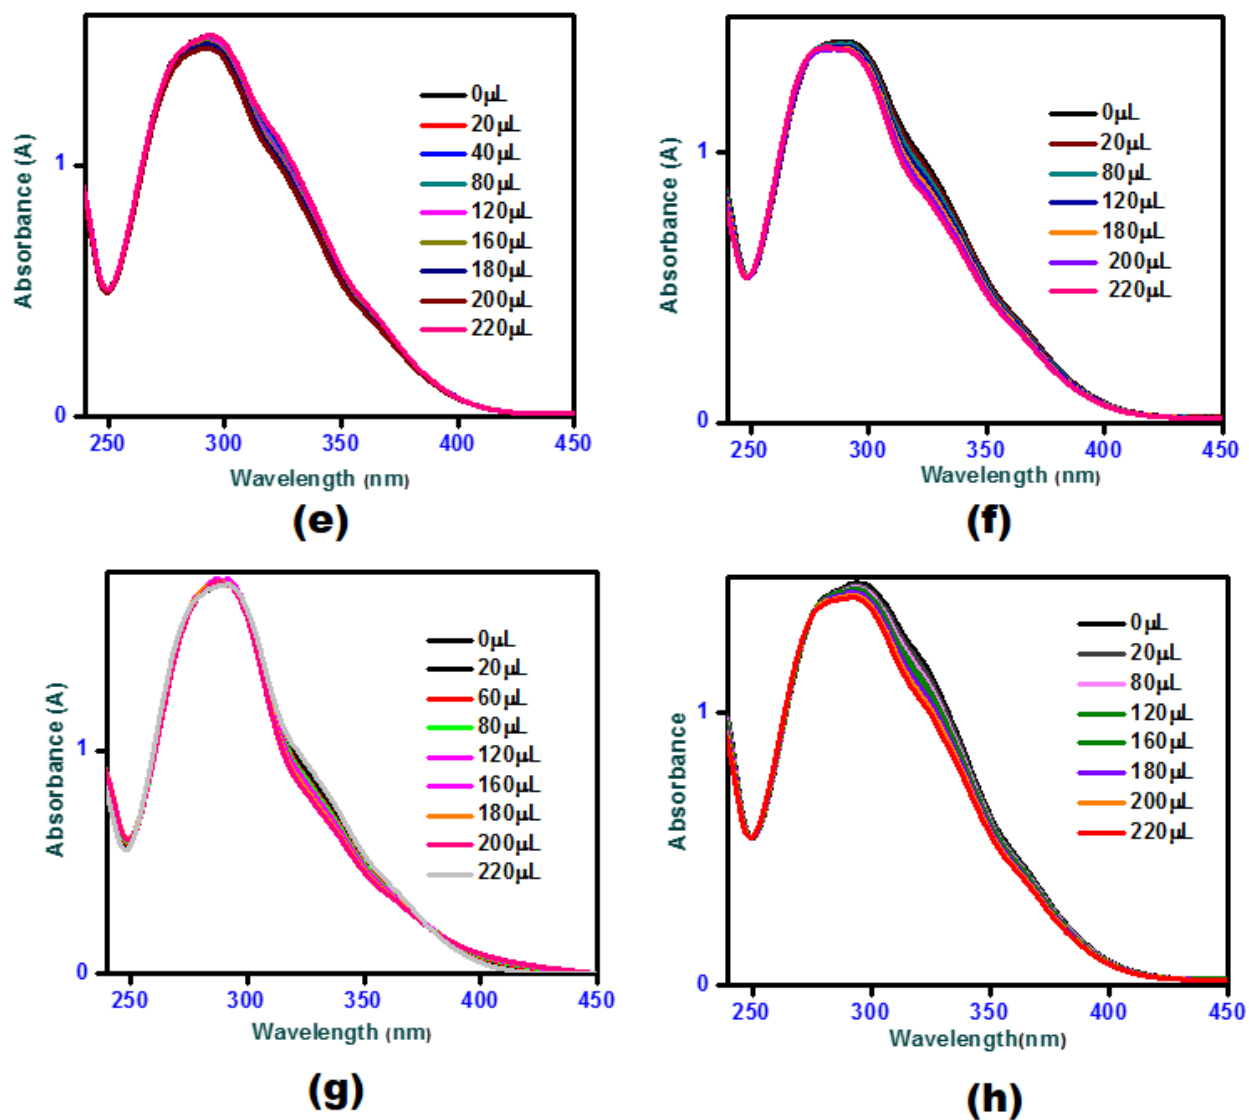 Absorbance (A)
1
0
0µL
20µL
40µL
80µL
120µL
160µL
180µL
200µL
220µL
250 300 350 400 450
Wavelength (nm)
(e)
Absorbance (A)
1
0
0µL
20µL
80µL
120µL
180µL
200µL
220µL
250 300 350 400 450
Wavelength (nm)
(f)
Absorbance (A)
1
0
0µL
20µL
60µL
80µL
120µL
160µL
180µL
200µL
220µL
250 300 350 400 450
Wavelength (nm)
(g)
Absorbance
1
0
0µL
20µL
80µL
120µL
160µL
180µL
200µL
220µL
250 300 350 400 450
Wavelength(nm)
(h)